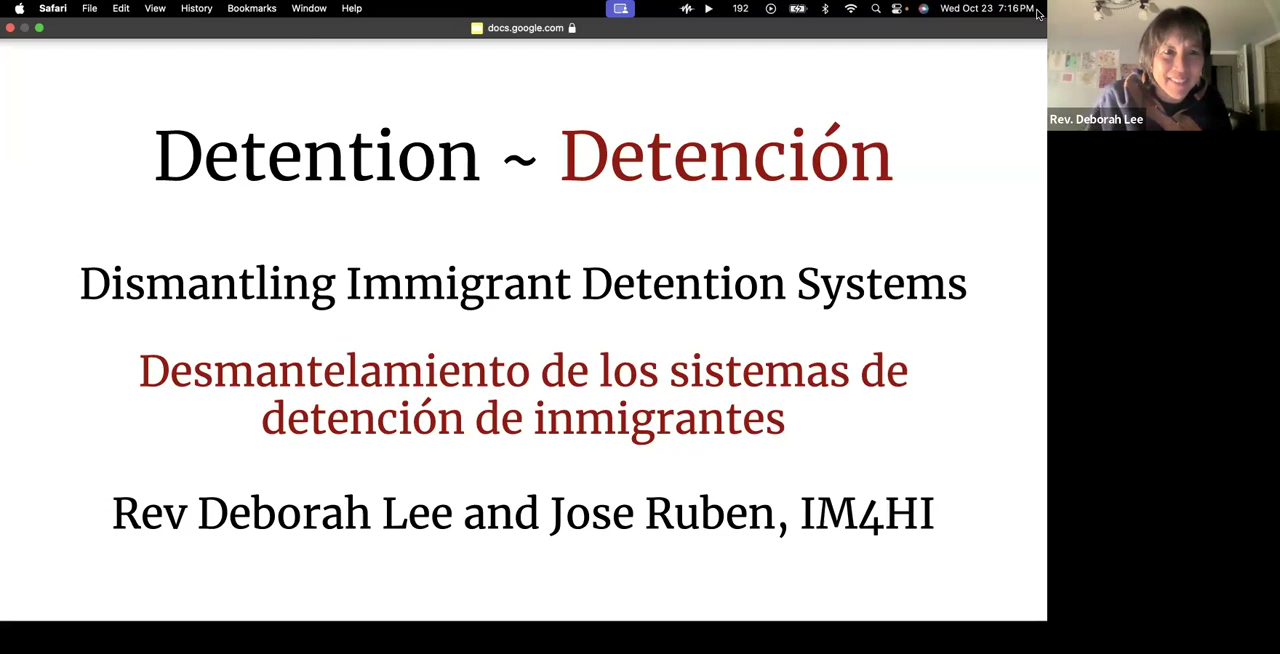 Safari File Edit View History Bookmarks Window Help 192 Wed Oct 23 7:16 PM
docs.google.com
Rev. Deborah Lee
Detention ~ Detención
Dismantling Immigrant Detention Systems
Desmantelamiento de los sistemas de
detención de inmigrantes
Rev Deborah Lee and Jose Ruben, IM4HI